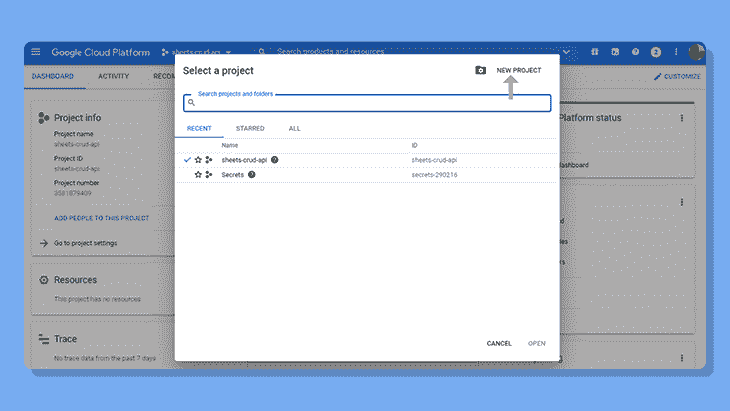 Google Cloud Platform
sheets-crud-api
Search products and resources
DASHBOARD
ACTIVITY
RECOM
CUSTOMIZE
Select a project
NEW PROJECT
Search projects and folders
RECENT
STARRED
ALL
Name
ID
sheets-crud-api
sheets-crud-api
Secrets
secrets-290216
CANCEL
OPEN
Project info
Project name
sheets-crud-api
Project ID
sheets-crud-api
Project number
ADD PEOPLE TO THIS PROJECT
Go to project settings
Resources
This project has no resources
Trace
No trace data from the past 7 days
Platform status
dashboard